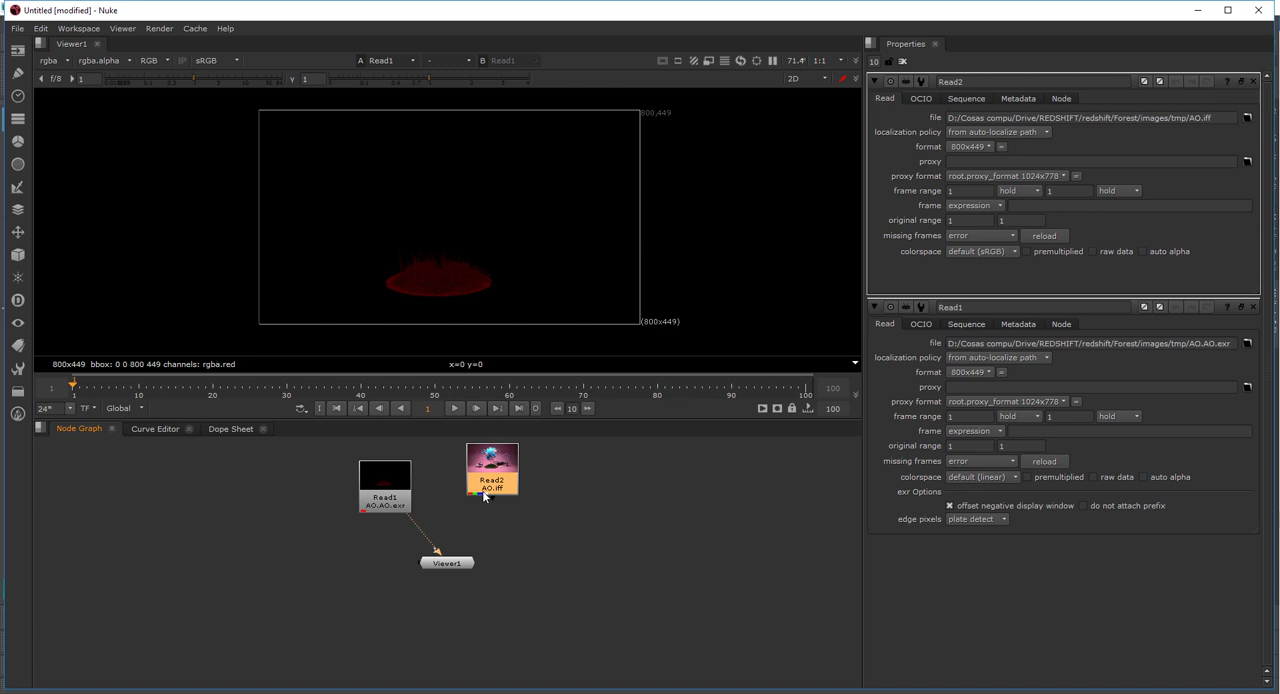 Untitled [modified] - Nuke
File Edit Workspace Viewer Render Cache Help
Viewer1
rgba rgba.alpha RGB IP sRGB A Read1 - B Read1 71.4 1:1
f/8 1 Y 1 2D
800,449
(800x449)
800x449 bbox: 0 0 800 449 channels: rgba.red x=0 y=0
1 1 10 20 30 40 50 60 70 80 90 100 100
24* TF Global 1 10 100
Node Graph Curve Editor Dope Sheet
Read1
AO.AO.exr
Read2
AO.iff
Viewer1
Properties
10
Read2
Read OCIO Sequence Metadata Node
file D:/Cosas compu/Drive/REDSHIFT/redshift/Forest/images/tmp/AO.iff
localization policy from auto-localize path
format 800x449 =
proxy
proxy format root.proxy_format 1024x778 =
frame range 1 hold 1 hold
frame expression
original range 1 1
missing frames error reload
colorspace default (sRGB) premultiplied raw data auto alpha
Read1
Read OCIO Sequence Metadata Node
file D:/Cosas compu/Drive/REDSHIFT/redshift/Forest/images/tmp/AO.AO.exr
localization policy from auto-localize path
format 800x449 =
proxy
proxy format root.proxy_format 1024x778 =
frame range 1 hold 1 hold
frame expression
original range 1 1
missing frames error reload
colorspace default (linear) premultiplied raw data auto alpha
exr Options
offset negative display window do not attach prefix
edge pixels plate detect